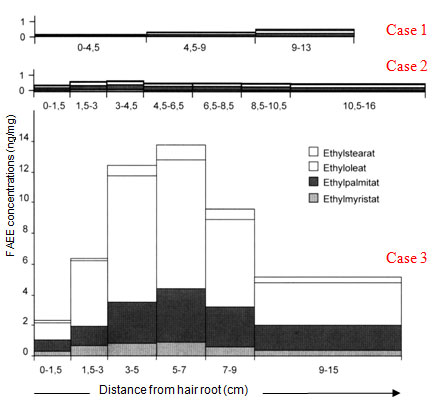 1
0
0-4,5 4,5-9 9-13
Case 1
1
0
0-1,5 1,5-3 3-4,5 4,5-6,5 6,5-8,5 8,5-10,5 10,5-16
Case 2
FAEE concentrations (ng/mg)
14
12
10
8
6
4
2
0
Ethylstearat
Ethyloleat
Ethylpalmitat
Ethylmyristat
Case 3
0-1,5 1,5-3 3-5 5-7 7-9 9-15
Distance from hair root (cm)